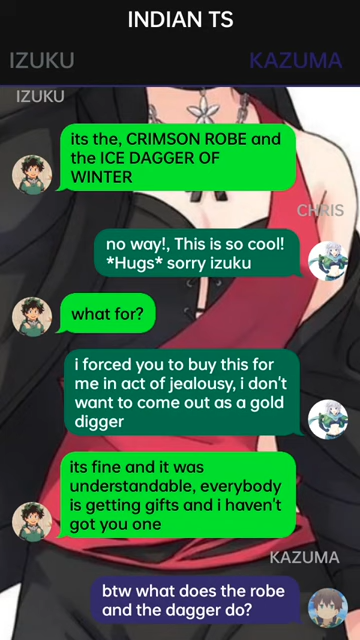 INDIAN TS
IZUKU
KAZUMA
IZUKU
its the, CRIMSON ROBE and
the ICE DAGGER OF
WINTER
CHRIS
no way!, This is so cool!
*Hugs* sorry izuku
what for?
i forced you to buy this for
me in act of jealousy, i don't
want to come out as a gold
digger
its fine and it was
understandable, everybody
is getting gifts and i haven't
got you one
KAZUMA
btw what does the robe
and the dagger do?